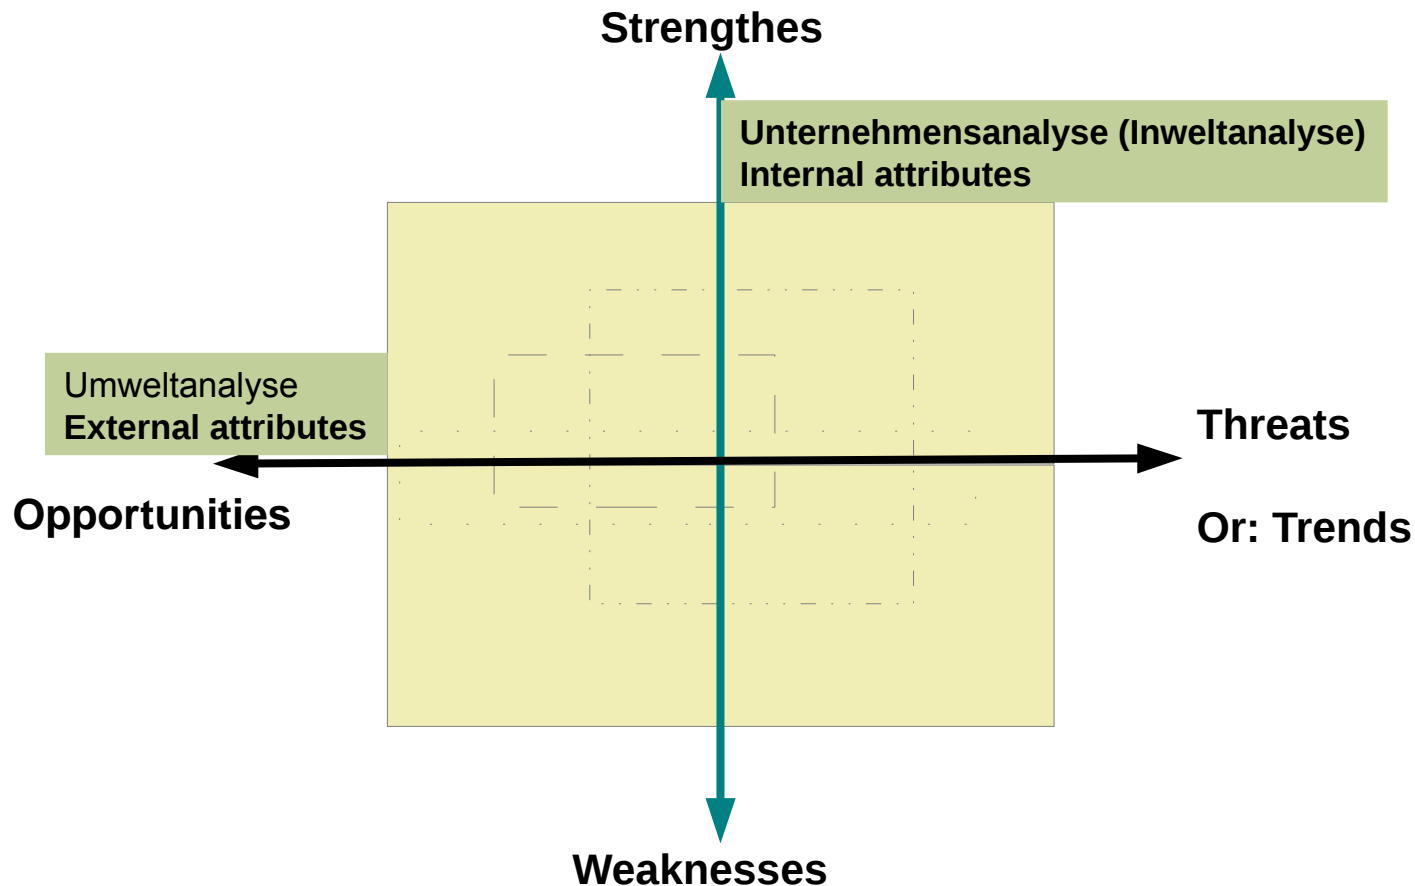 Strengthes
Unternehmensanalyse (Inweltanalyse)
Internal attributes
Umweltanalyse
External attributes
Threats
Opportunities
Or: Trends
Weaknesses